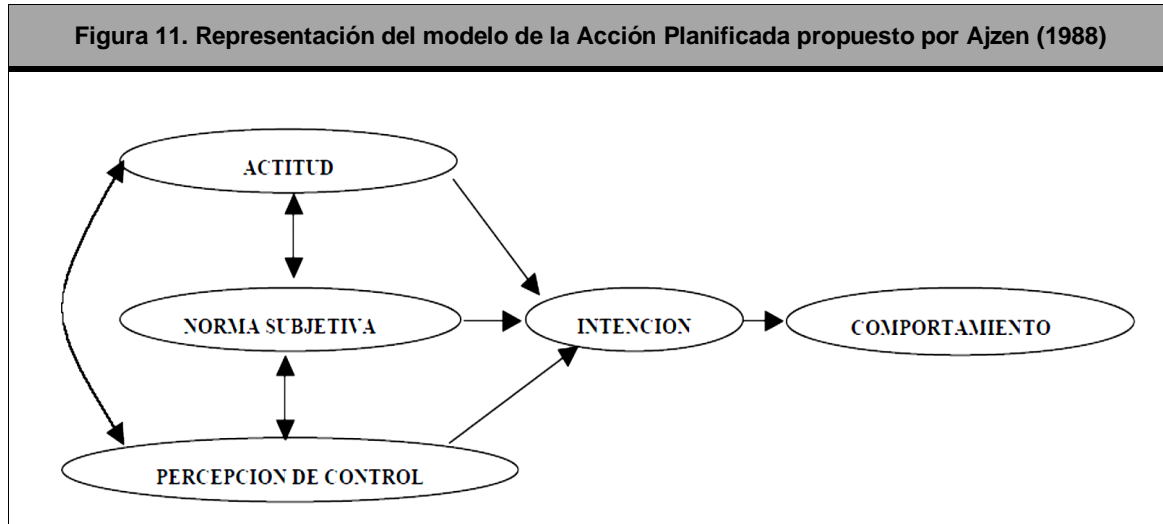 Figura 11. Representación del modelo de la Acción Planificada propuesto por Ajzen (1988)
ACTITUD
NORMA SUBJETIVA
INTENCION
COMPORTAMIENTO
PERCEPCION DE CONTROL